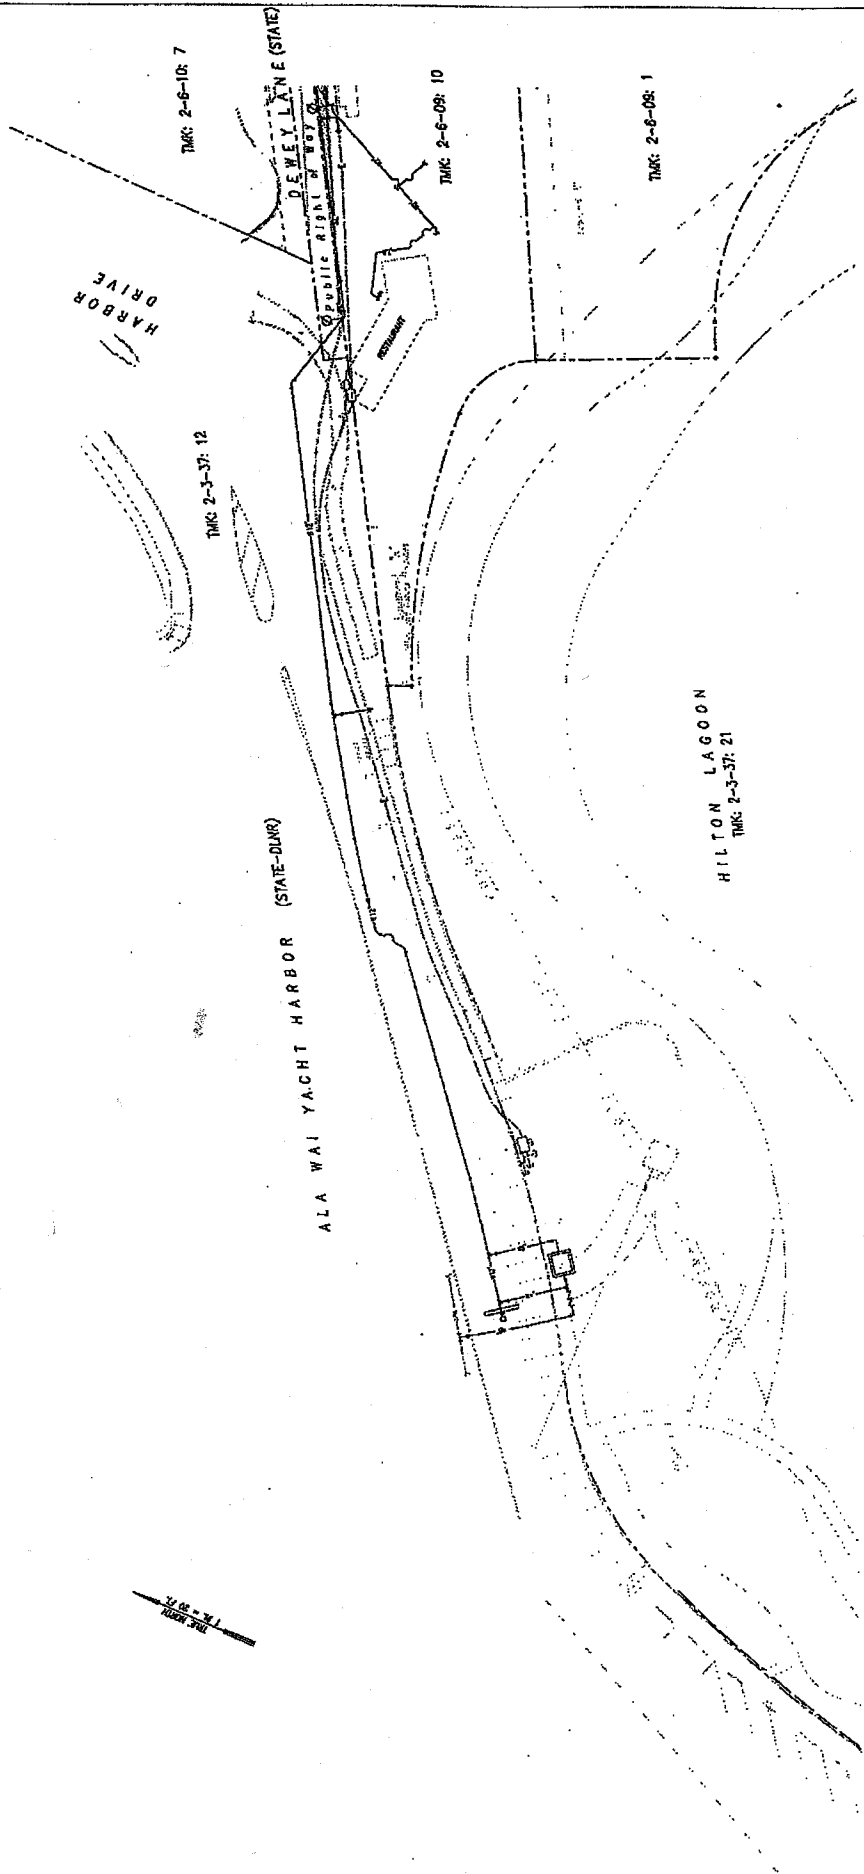 TMK: 2-6-10: 7
DEWEY LANE (STATE)
Public Right of Way
TMK: 2-6-09: 10
TMK: 2-6-09: 1
HARBOR
DRIVE
RESTAURANT
TMK: 2-3-37: 12
HILTON LAGOON
TMK: 2-3-37: 21
ALA WAI YACHT HARBOR (STATE-DLNR)
TRUE NORTH
1 IN. = 20 FT.